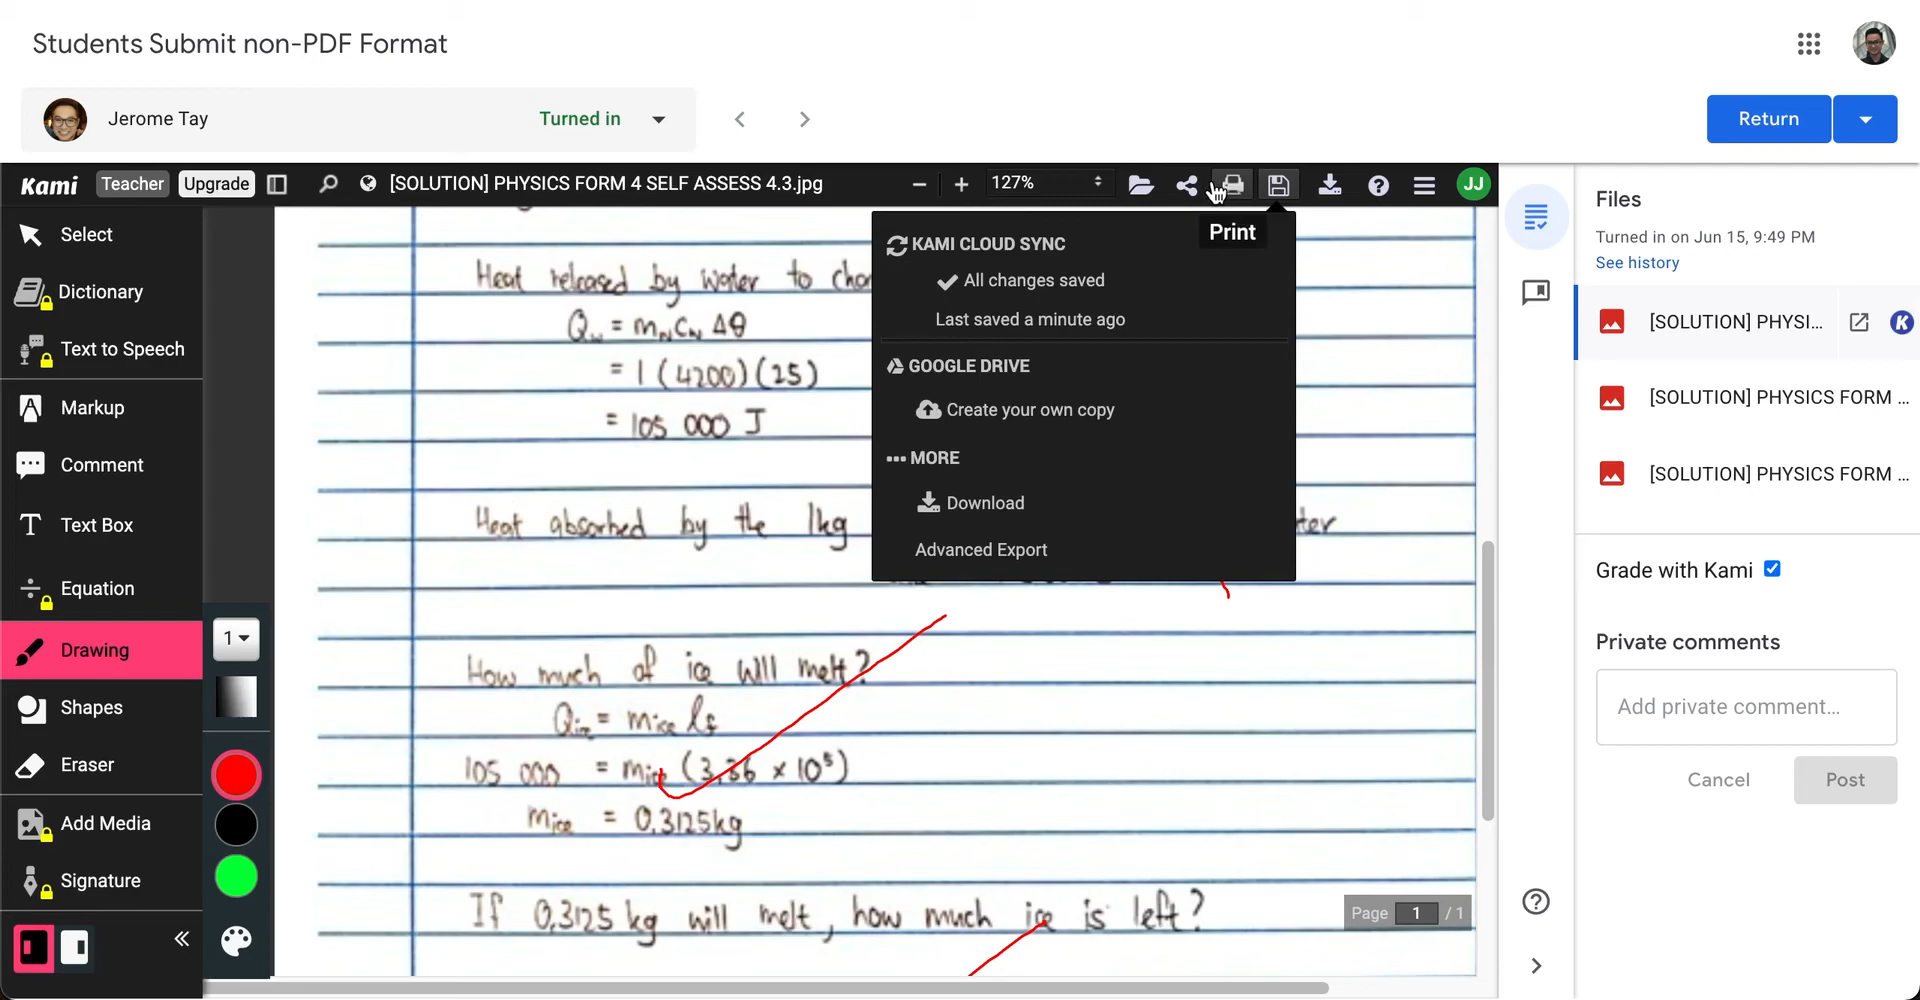 Students Submit non-PDF Format
Jerome Tay
Turned in
Return
Kami
Teacher
Upgrade
[SOLUTION] PHYSICS FORM 4 SELF ASSESS 4.3.jpg
127%
JJ
Print
Select
Dictionary
Text to Speech
Markup
Comment
Text Box
Equation
Drawing
1
Shapes
Eraser
Add Media
Signature
KAMI CLOUD SYNC
All changes saved
Last saved a minute ago
GOOGLE DRIVE
Create your own copy
MORE
Download
Advanced Export
Heat released by water to
= 1 (4200) (25)
= 105 000 J
Heat absorbed by the 1kg
How much of ice will melt?
105 000 = mice (3.36 × 10⁵)
mice = 0.3125kg
If 0.3125 kg will melt, how much ice is left?
Page 1 / 1
Files
Turned in on Jun 15, 9:49 PM
See history
[SOLUTION] PHYSI...
K
[SOLUTION] PHYSICS FORM ...
[SOLUTION] PHYSICS FORM ...
Grade with Kami
Private comments
Add private comment...
Cancel
Post